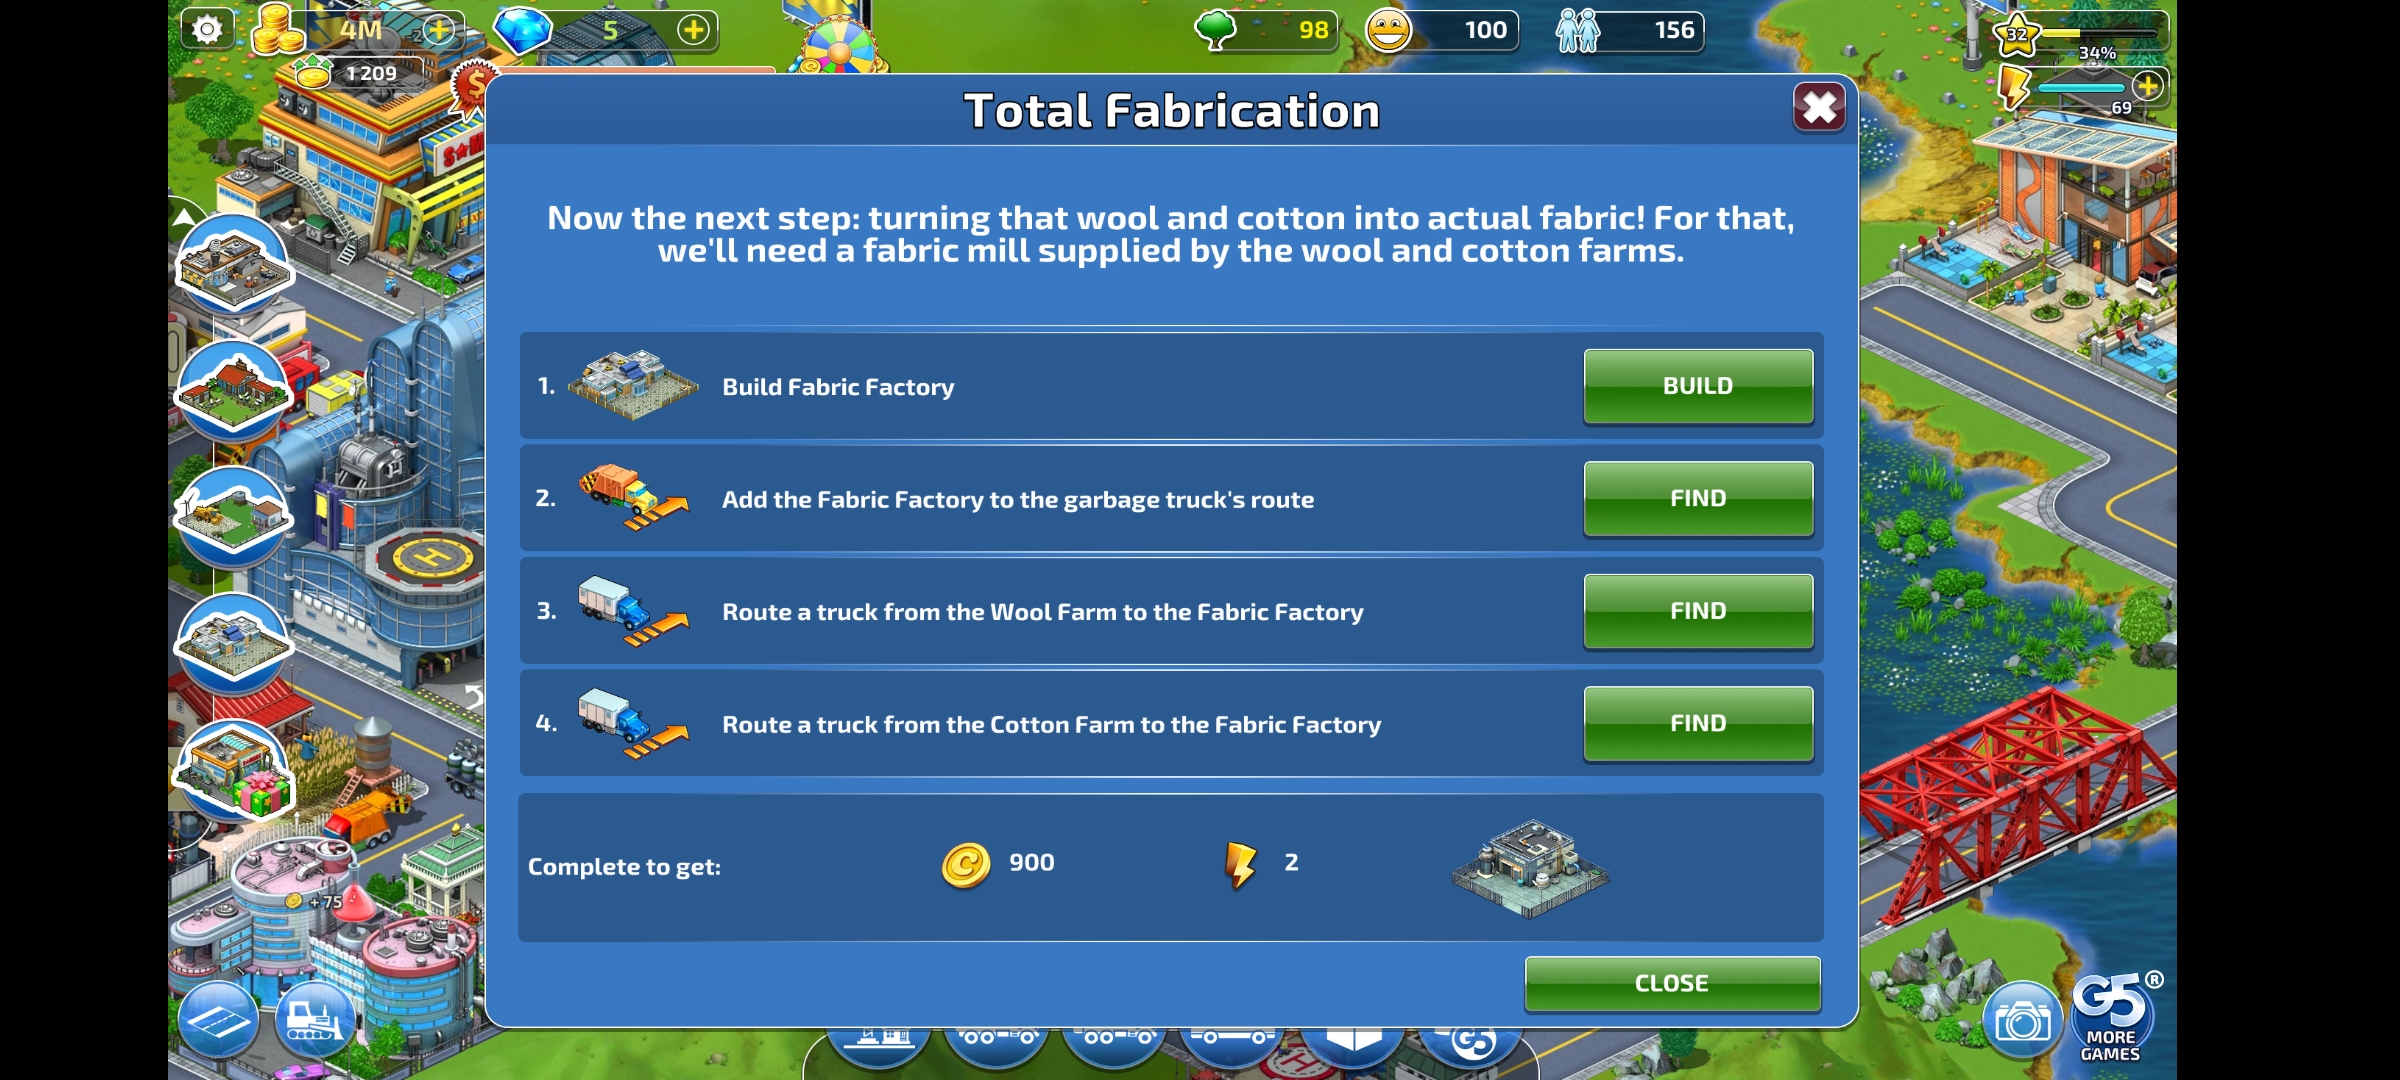 4M
5
98
100
156
32
34%
1 209
69
Total Fabrication
Now the next step: turning that wool and cotton into actual fabric! For that,
we'll need a fabric mill supplied by the wool and cotton farms.
1. Build Fabric Factory BUILD
2. Add the Fabric Factory to the garbage truck's route FIND
3. Route a truck from the Wool Farm to the Fabric Factory FIND
4. Route a truck from the Cotton Farm to the Fabric Factory FIND
Complete to get: 900 2
+75
CLOSE
G5®
MORE
GAMES
G5
H
H
H